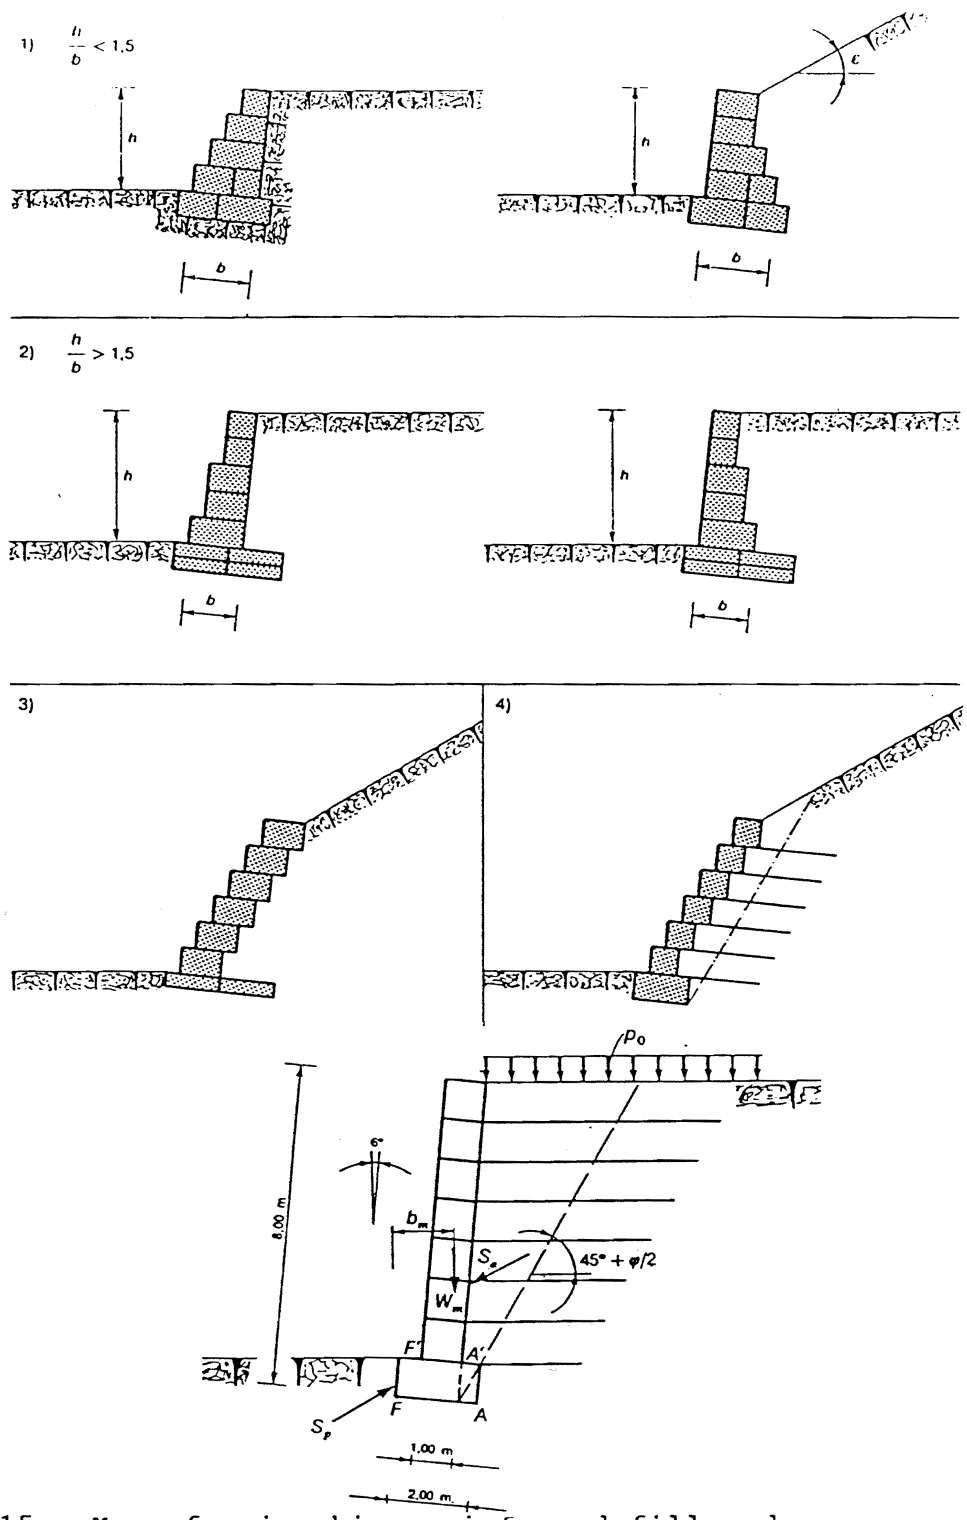 1) h/b < 1,5
ε
h
h
b
b
2) h/b > 1,5
h
h
b
b
3)
4)
p₀
6°
8,00 m
bₘ
Sₐ
45° + φ/2
Wₘ
F'
A'
F
A
Sₚ
1,00 m
2,00 m